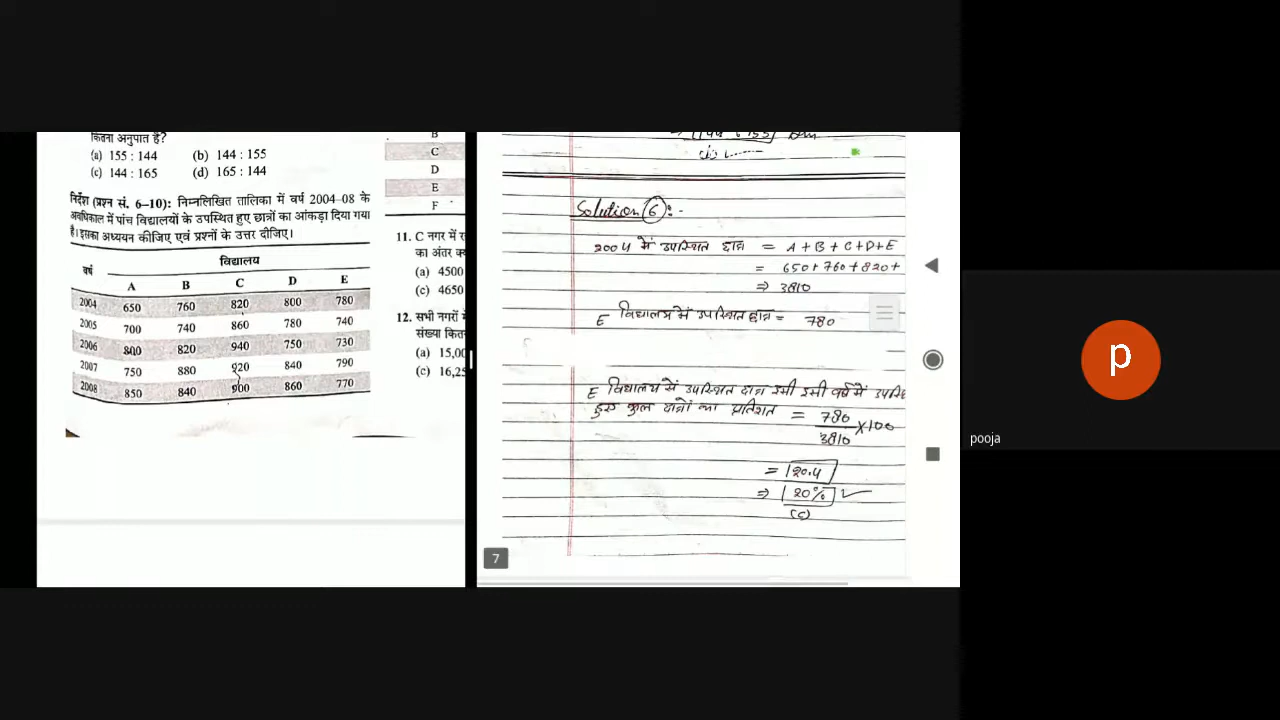 कितना अनुपात है?
(a) 155 : 144 (b) 144 : 155
(c) 144 : 165 (d) 165 : 144
निर्देश (प्रश्न सं. 6–10): निम्नलिखित तालिका में वर्ष 2004–08 के
अवधिकाल में पांच विद्यालयों के उपस्थित हुए छात्रों का आंकड़ा दिया गया
है। इसका अध्ययन कीजिए एवं प्रश्नों के उत्तर दीजिए।
वर्ष विद्यालय
A B C D E
2004 650 760 820 800 780
2005 700 740 860 780 740
2006 800 820 940 750 730
2007 750 880 920 840 790
2008 850 840 900 860 770
B
C
D
E
F
11. C नगर में
का अंतर
(a) 4500
(c) 4650
12. सभी नगरों में
संख्या
(a) 15,00
(c) 16,25
Solution 6 :-
2004 में उपस्थित छात्र = A+B+C+D+E
= 650+760+820+
⇒ 3810
E विद्यालय में उपस्थित छात्र = 780
E विद्यालय में उपस्थित छात्र इसी वर्ष में
हुए कुल छात्रों का प्रतिशत = 780/3810 ×100
= 20.4
⇒ 20%
(c)
7
p
pooja